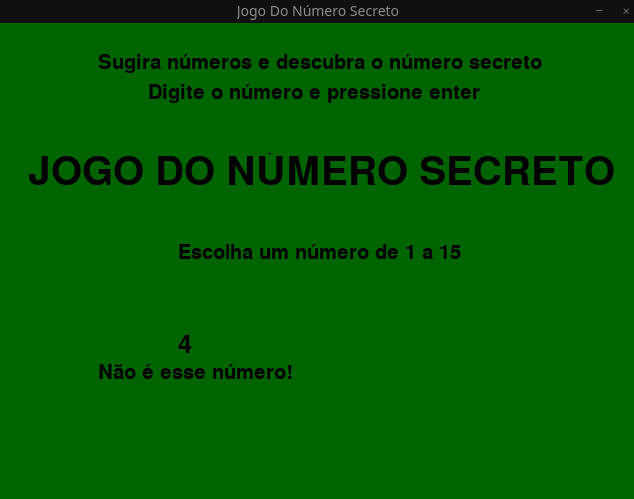 Jogo Do Número Secreto
Sugira números e descubra o número secreto
Digite o número e pressione enter
JOGO DO NÚMERO SECRETO
Escolha um número de 1 a 15
4
Não é esse número!